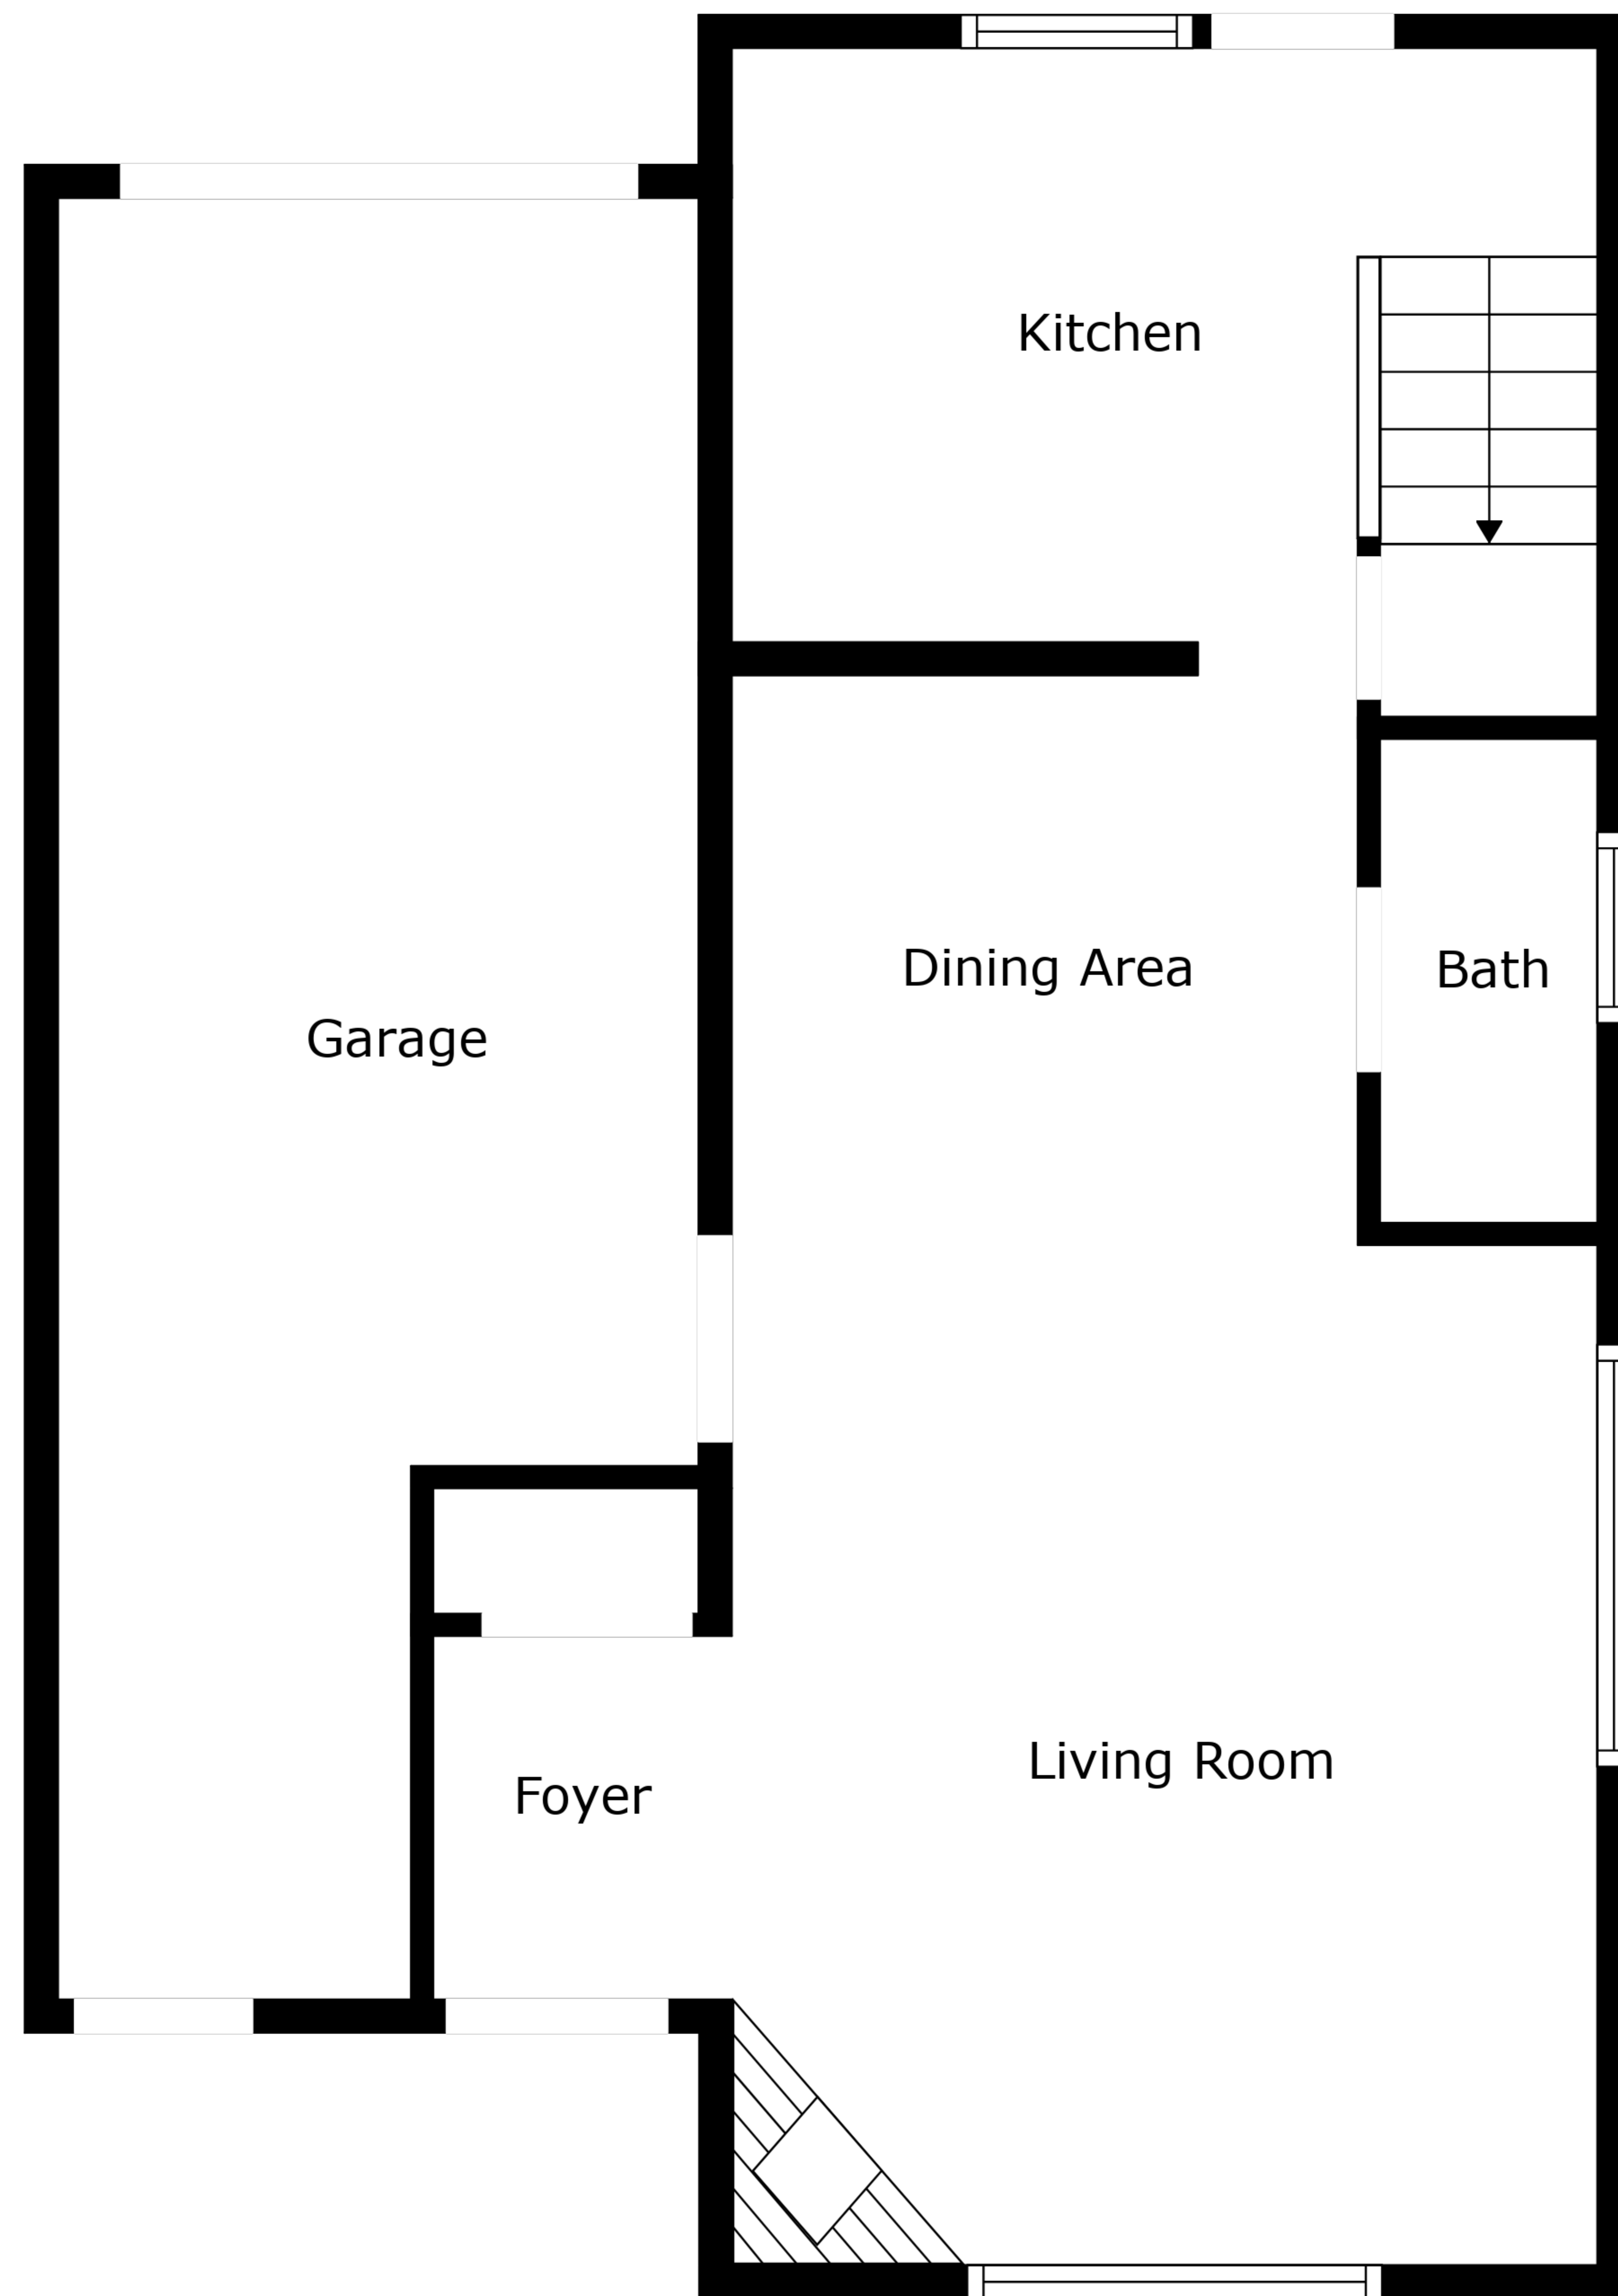 Kitchen
Dining Area
Bath
Garage
Living Room
Foyer